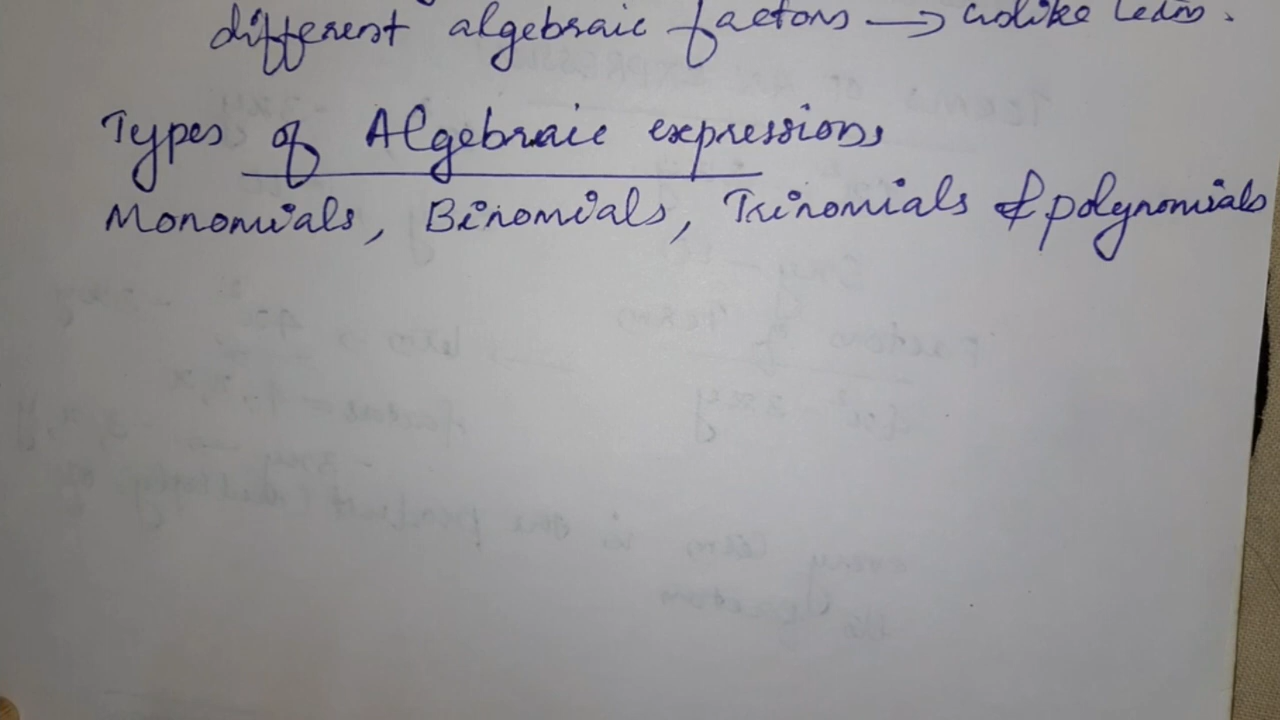 different algebraic factors → unlike terms.
Types of Algebraic expressions
Monomials, Binomials, Trinomials & polynomials